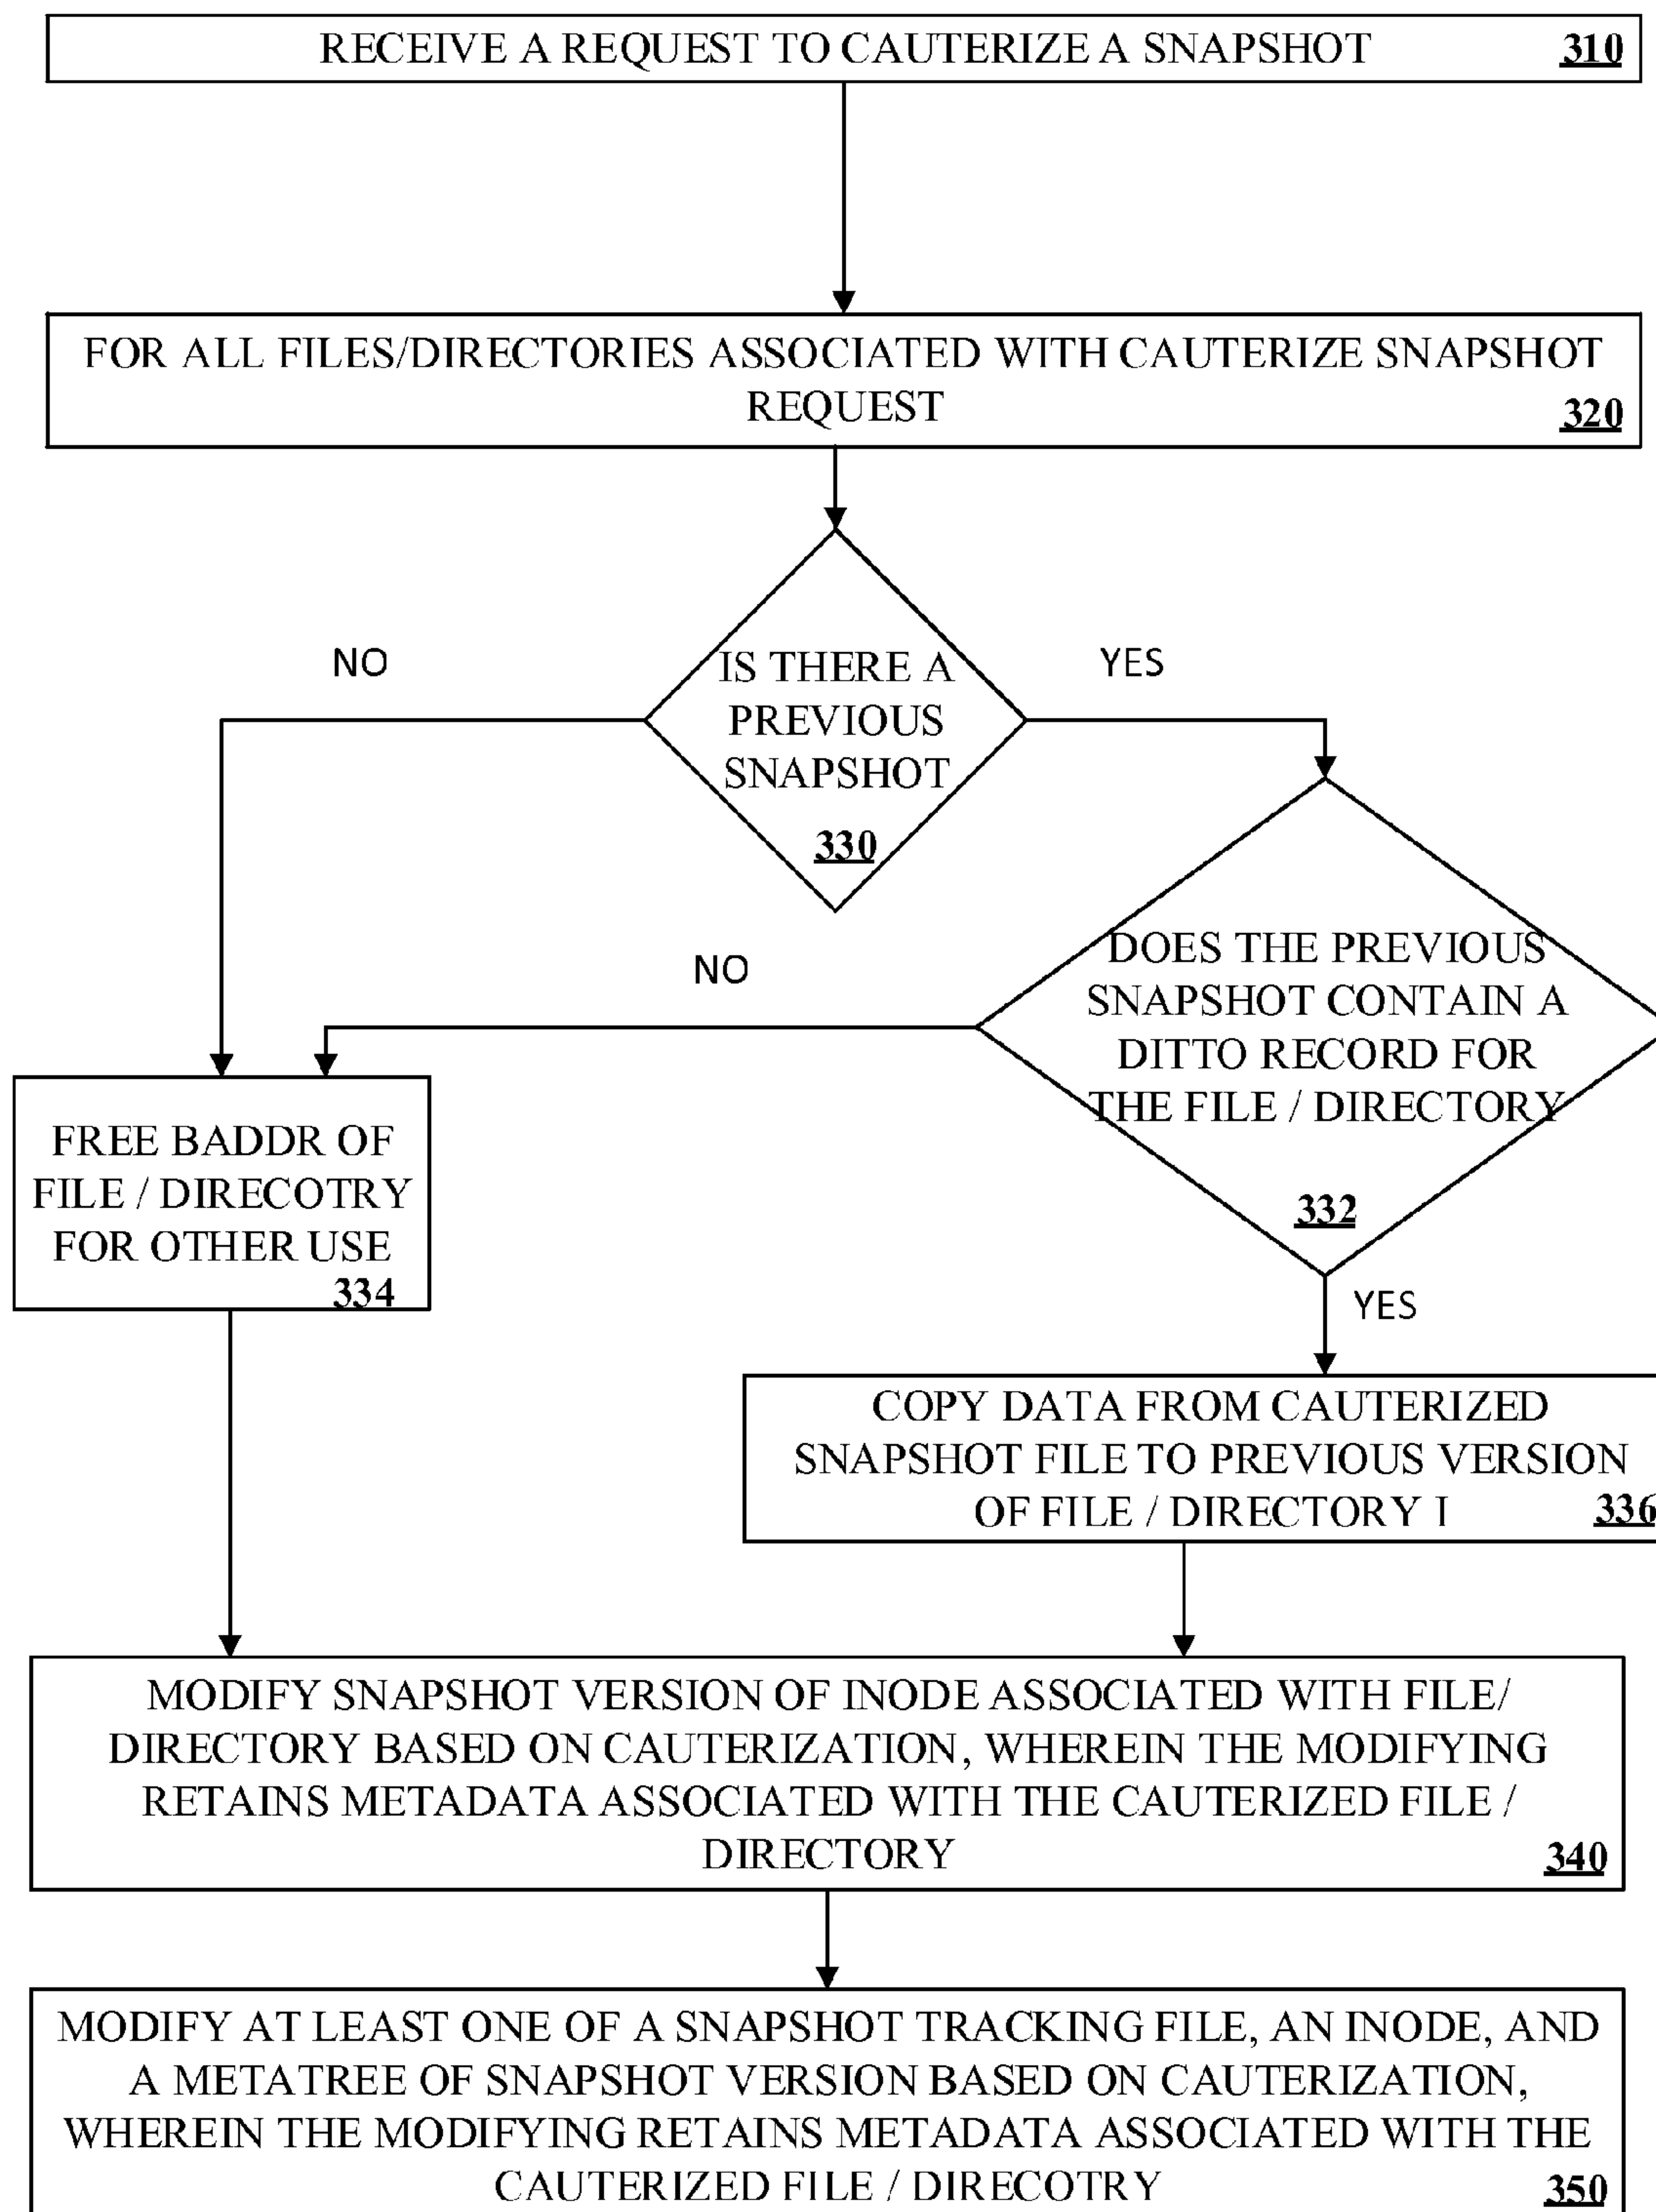 RECEIVE A REQUEST TO CAUTERIZE A SNAPSHOT 310
FOR ALL FILES/DIRECTORIES ASSOCIATED WITH CAUTERIZE SNAPSHOT
REQUEST 320
NO
YES
IS THERE A
PREVIOUS
SNAPSHOT
330
NO
DOES THE PREVIOUS
SNAPSHOT CONTAIN A
DITTO RECORD FOR
THE FILE / DIRECTORY
332
YES
FREE BADDR OF
FILE / DIRECOTRY
FOR OTHER USE
334
COPY DATA FROM CAUTERIZED
SNAPSHOT FILE TO PREVIOUS VERSION
OF FILE / DIRECTORY I 336
MODIFY SNAPSHOT VERSION OF INODE ASSOCIATED WITH FILE/
DIRECTORY BASED ON CAUTERIZATION, WHEREIN THE MODIFYING
RETAINS METADATA ASSOCIATED WITH THE CAUTERIZED FILE /
DIRECTORY 340
MODIFY AT LEAST ONE OF A SNAPSHOT TRACKING FILE, AN INODE, AND
A METATREE OF SNAPSHOT VERSION BASED ON CAUTERIZATION,
WHEREIN THE MODIFYING RETAINS METADATA ASSOCIATED WITH THE
CAUTERIZED FILE / DIRECOTRY 350